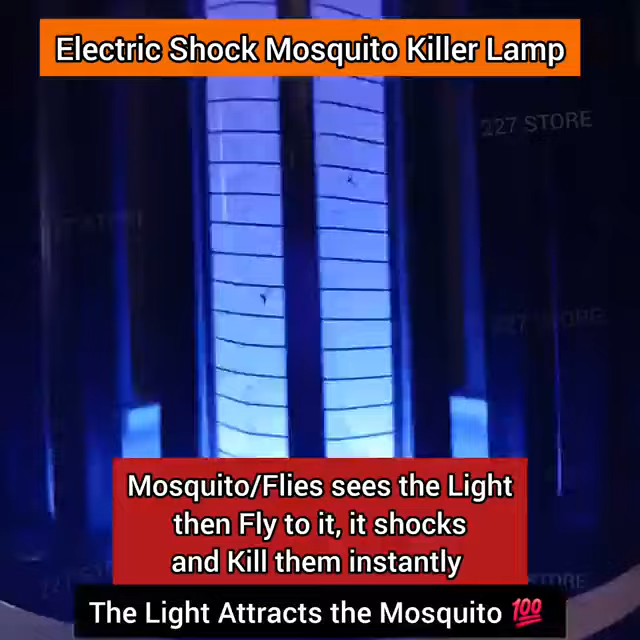 Electric Shock Mosquito Killer Lamp
227 STORE
Mosquito/Flies sees the Light
then Fly to it, it shocks
and Kill them instantly
The Light Attracts the Mosquito 💯